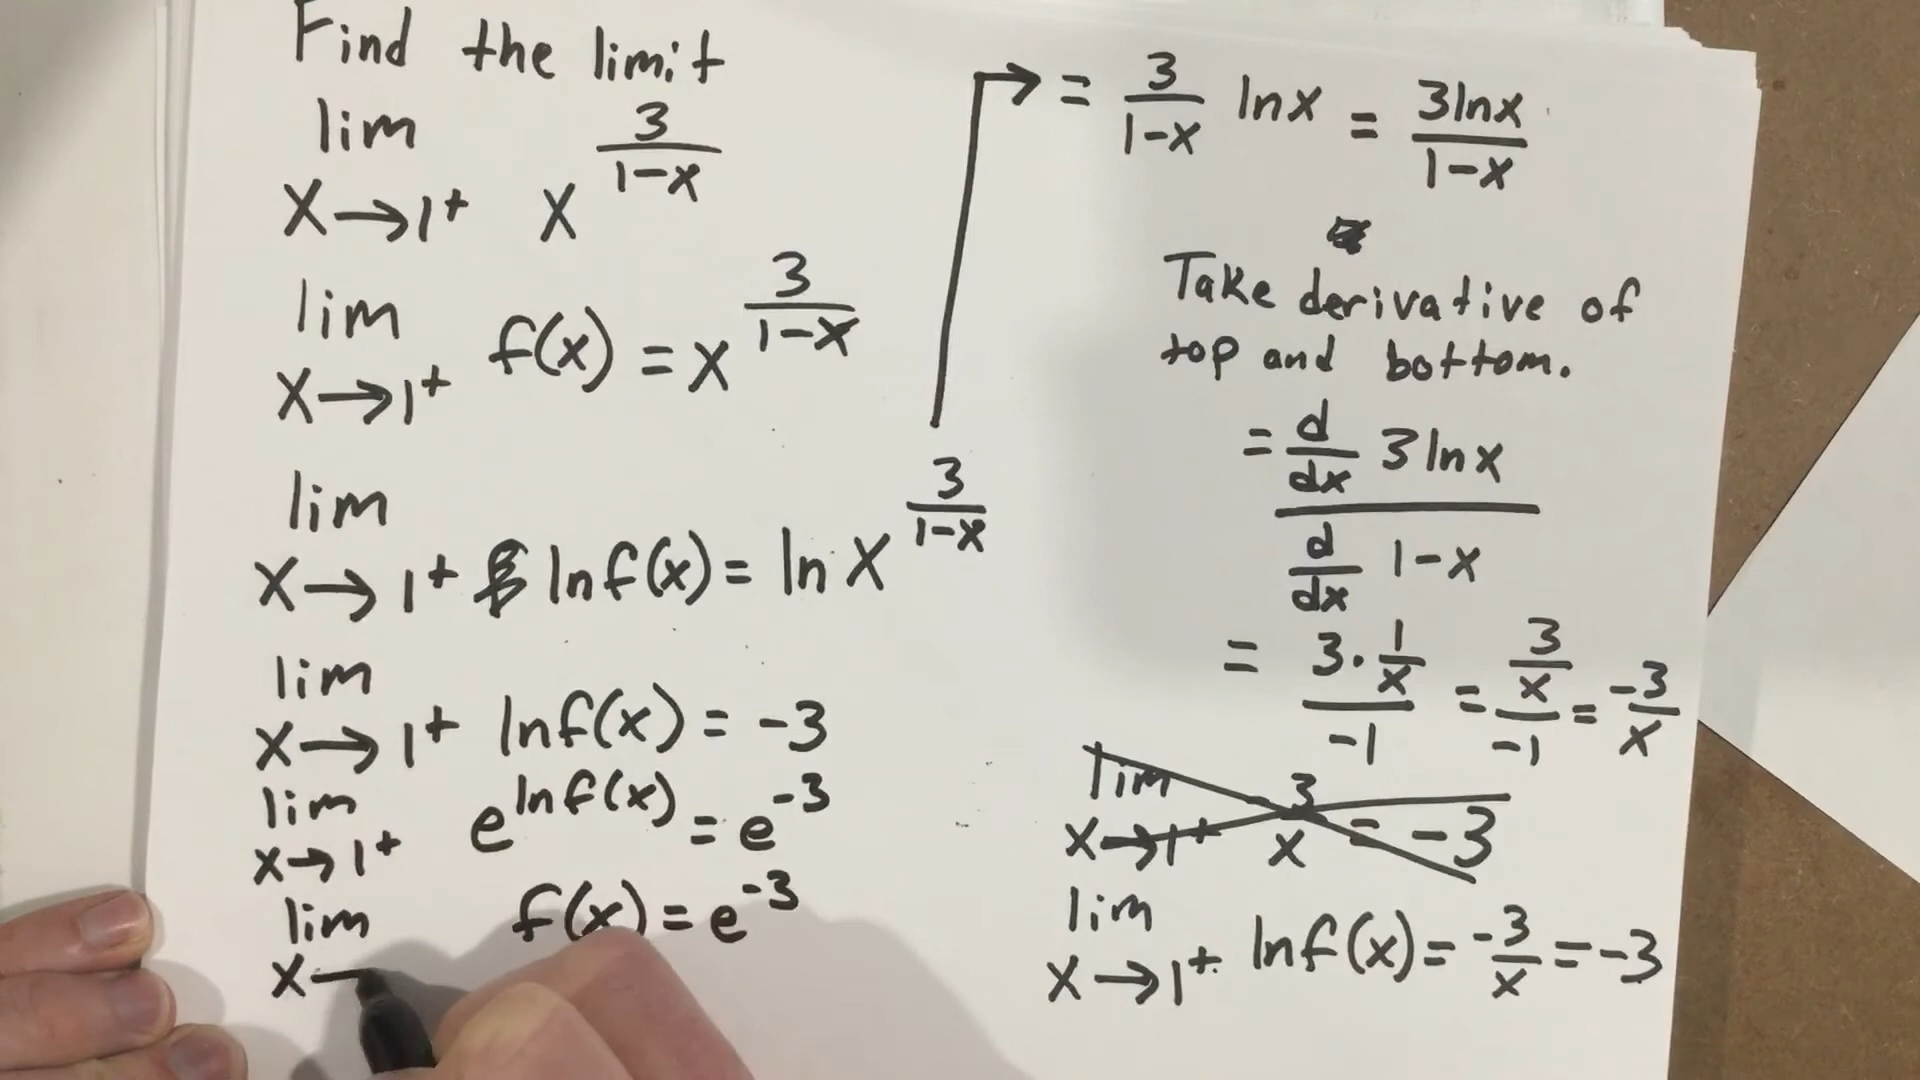 Find the limit
lim x→1⁺ x^(3/(1-x))
lim x→1⁺ f(x) = x^(3/(1-x))
lim x→1⁺ ln f(x) = ln x^(3/(1-x))
lim x→1⁺ ln f(x) = -3
lim x→1⁺ e^(ln f(x)) = e^(-3)
lim x→ f(x) = e^(-3)
→ = 3/(1-x) ln x = 3lnx/(1-x)
Take derivative of
top and bottom.
= (d/dx 3 ln x)/(d/dx 1-x)
= (3·1/x)/(-1) = (3/x)/(-1) = -3/x
lim x→1⁺ -3/x = -3
lim x→1⁺ ln f(x) = -3/x = -3